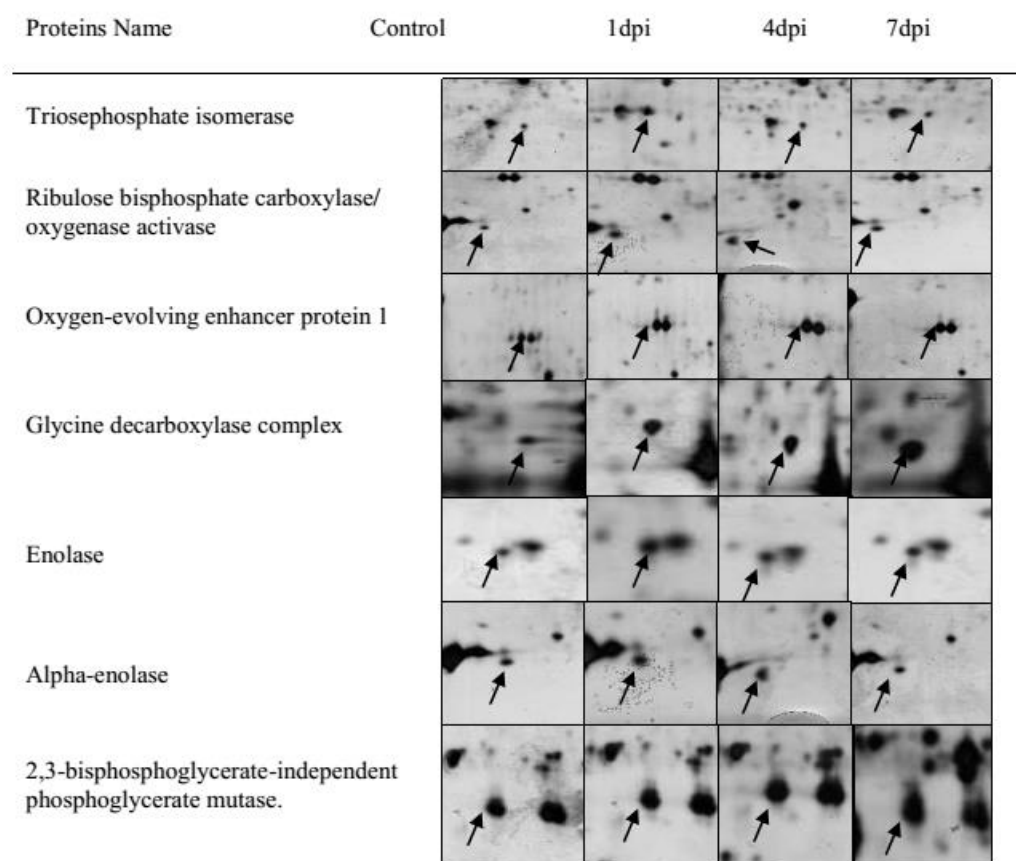 Proteins Name Control 1dpi 4dpi 7dpi
Triosephosphate isomerase
Ribulose bisphosphate carboxylase/
oxygenase activase
Oxygen-evolving enhancer protein 1
Glycine decarboxylase complex
Enolase
Alpha-enolase
2,3-bisphosphoglycerate-independent
phosphoglycerate mutase.